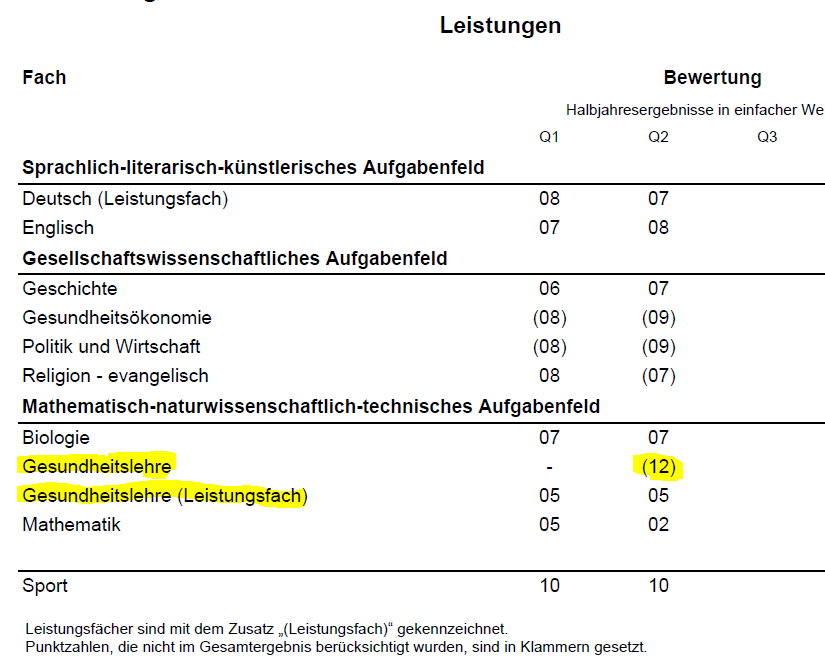 Leistungen
Fach Bewertung
Halbjahresergebnisse in einfacher We
Q1 Q2 Q3
Sprachlich-literarisch-künstlerisches Aufgabenfeld
Deutsch (Leistungsfach) 08 07
Englisch 07 08
Gesellschaftswissenschaftliches Aufgabenfeld
Geschichte 06 07
Gesundheitsökonomie (08) (09)
Politik und Wirtschaft (08) (09)
Religion - evangelisch 08 (07)
Mathematisch-naturwissenschaftlich-technisches Aufgabenfeld
Biologie 07 07
Gesundheitslehre - (12)
Gesundheitslehre (Leistungsfach) 05 05
Mathematik 05 02
Sport 10 10
Leistungsfächer sind mit dem Zusatz „(Leistungsfach)“ gekennzeichnet.
Punktzahlen, die nicht im Gesamtergebnis berücksichtigt wurden, sind in Klammern gesetzt.